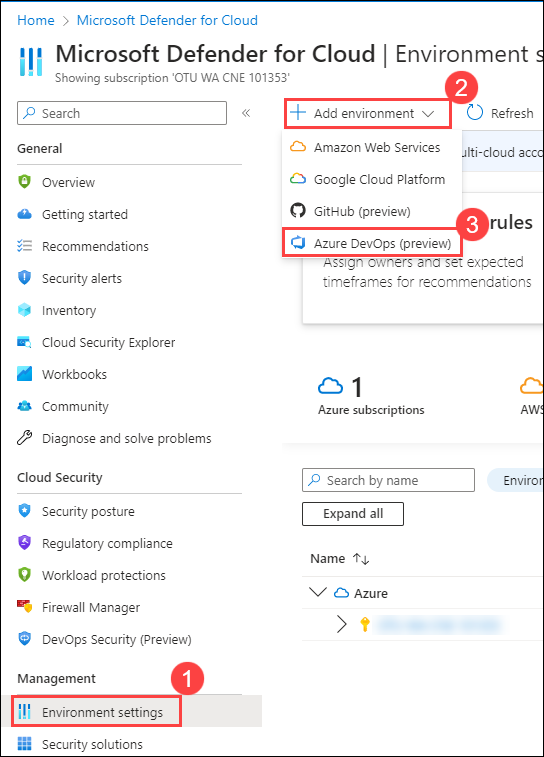 Home > Microsoft Defender for Cloud
Microsoft Defender for Cloud | Environment s
Showing subscription 'OTU WA CNE 101353'
Search
«
General
Overview
Getting started
Recommendations
Security alerts
Inventory
Cloud Security Explorer
Workbooks
Community
Diagnose and solve problems
Cloud Security
Security posture
Regulatory compliance
Workload protections
Firewall Manager
DevOps Security (Preview)
Management
1
Environment settings
Security solutions
2
Add environment
Refresh
Amazon Web Services
ulti-cloud acco
Google Cloud Platform
GitHub (preview)
3
rules
Azure DevOps (preview)
Assign owners and set expected
timeframes for recommendations
1
Azure subscriptions
AWS
Search by name
Environ
Expand all
Name ↑↓
Azure